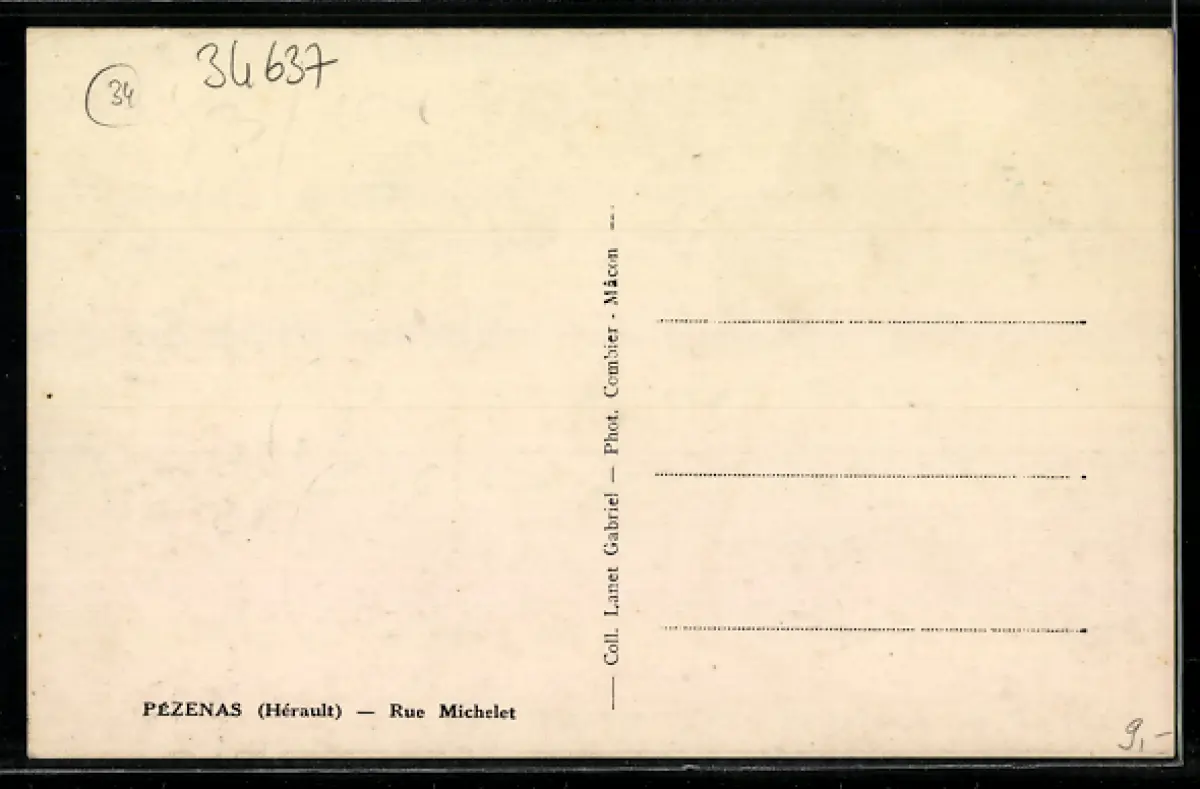 34637
34
— Coll. Lanet Gabriel — Phot. Combier - Mâcon —
PÉZENAS (Hérault) — Rue Michelet
9,-